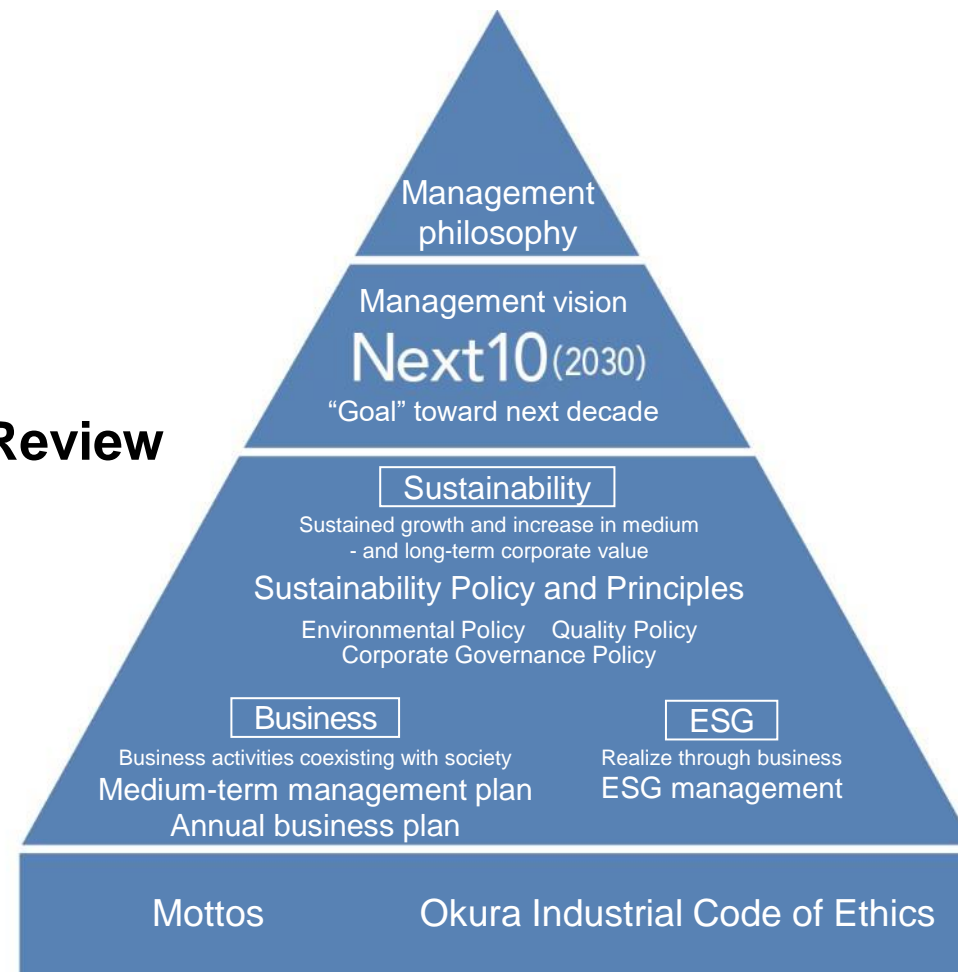 Management
philosophy
Management vision
Next10(2030)
“Goal” toward next decade
Review
Sustainability
Sustained growth and increase in medium
- and long-term corporate value
Sustainability Policy and Principles
Environmental Policy Quality Policy
Corporate Governance Policy
Business
Business activities coexisting with society
Medium-term management plan
Annual business plan
ESG
Realize through business
ESG management
Mottos
Okura Industrial Code of Ethics